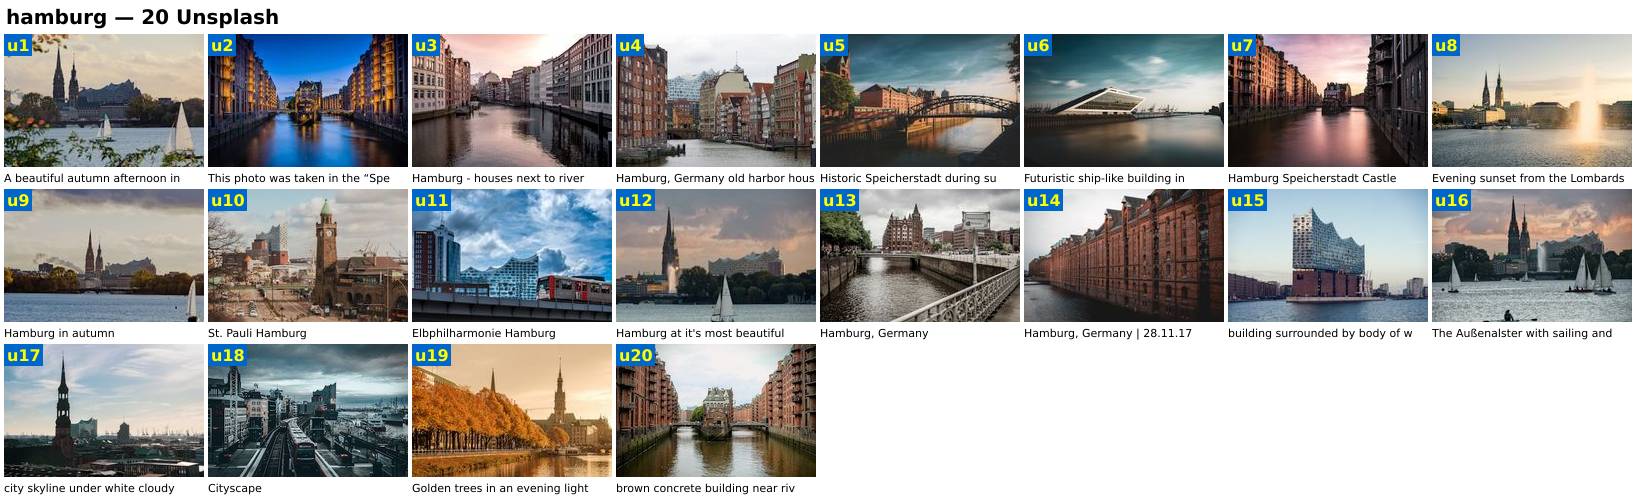 hamburg — 20 Unsplash
u1 u2 u3 u4 u5 u6 u7 u8
A beautiful autumn afternoon in This photo was taken in the “Spe Hamburg - houses next to river Hamburg, Germany old harbor hous Historic Speicherstadt during su Futuristic ship-like building in Hamburg Speicherstadt Castle Evening sunset from the Lombards
u9 u10 u11 u12 u13 u14 u15 u16
Hamburg in autumn St. Pauli Hamburg Elbphilharmonie Hamburg Hamburg at it's most beautiful Hamburg, Germany Hamburg, Germany | 28.11.17 building surrounded by body of w The Außenalster with sailing and
u17 u18 u19 u20
city skyline under white cloudy Cityscape Golden trees in an evening light brown concrete building near riv